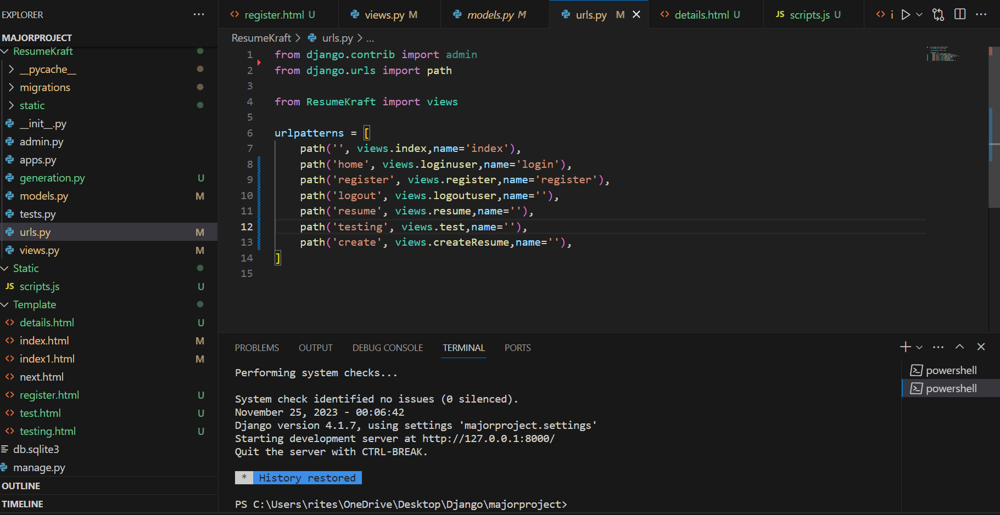 EXPLORER
MAJORPROJECT
ResumeKraft
__pycache__
migrations
static
__init__.py
admin.py
apps.py
generation.py U
models.py M
tests.py
urls.py M
views.py M
Static
JS scripts.js U
Template
details.html U
index.html M
index1.html M
next.html
register.html U
test.html U
testing.html U
db.sqlite3
manage.py
OUTLINE
TIMELINE
register.html U views.py M models.py M urls.py M details.html U JS scripts.js U i
ResumeKraft > urls.py > ...
1 from django.contrib import admin
2 from django.urls import path
3
4 from ResumeKraft import views
5
6 urlpatterns = [
7 path('', views.index,name='index'),
8 path('home', views.loginuser,name='login'),
9 path('register', views.register,name='register'),
10 path('logout', views.logoutuser,name=''),
11 path('resume', views.resume,name=''),
12 path('testing', views.test,name=''),
13 path('create', views.createResume,name=''),
14 ]
15
PROBLEMS OUTPUT DEBUG CONSOLE TERMINAL PORTS
Performing system checks...
System check identified no issues (0 silenced).
November 25, 2023 - 00:06:42
Django version 4.1.7, using settings 'majorproject.settings'
Starting development server at http://127.0.0.1:8000/
Quit the server with CTRL-BREAK.
* History restored
PS C:\Users\rites\OneDrive\Desktop\Django\majorproject>
powershell
powershell